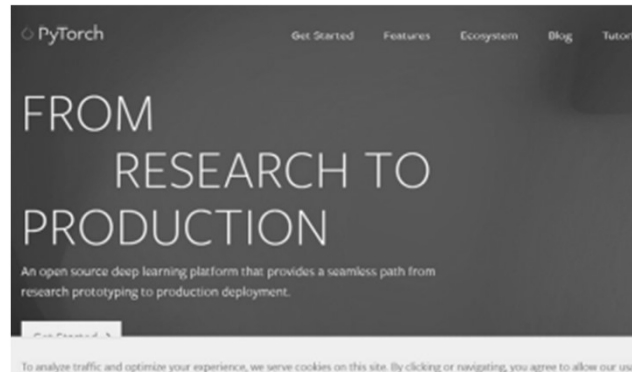 PyTorch
Get Started Features Ecosystem Blog
FROM
RESEARCH TO
PRODUCTION
An open source deep learning platform that provides a seamless path from
research prototyping to production deployment.
Get Started >
To analyze traffic and optimize your experience, we serve cookies on this site. By clicking or navigating, you agree to allow our